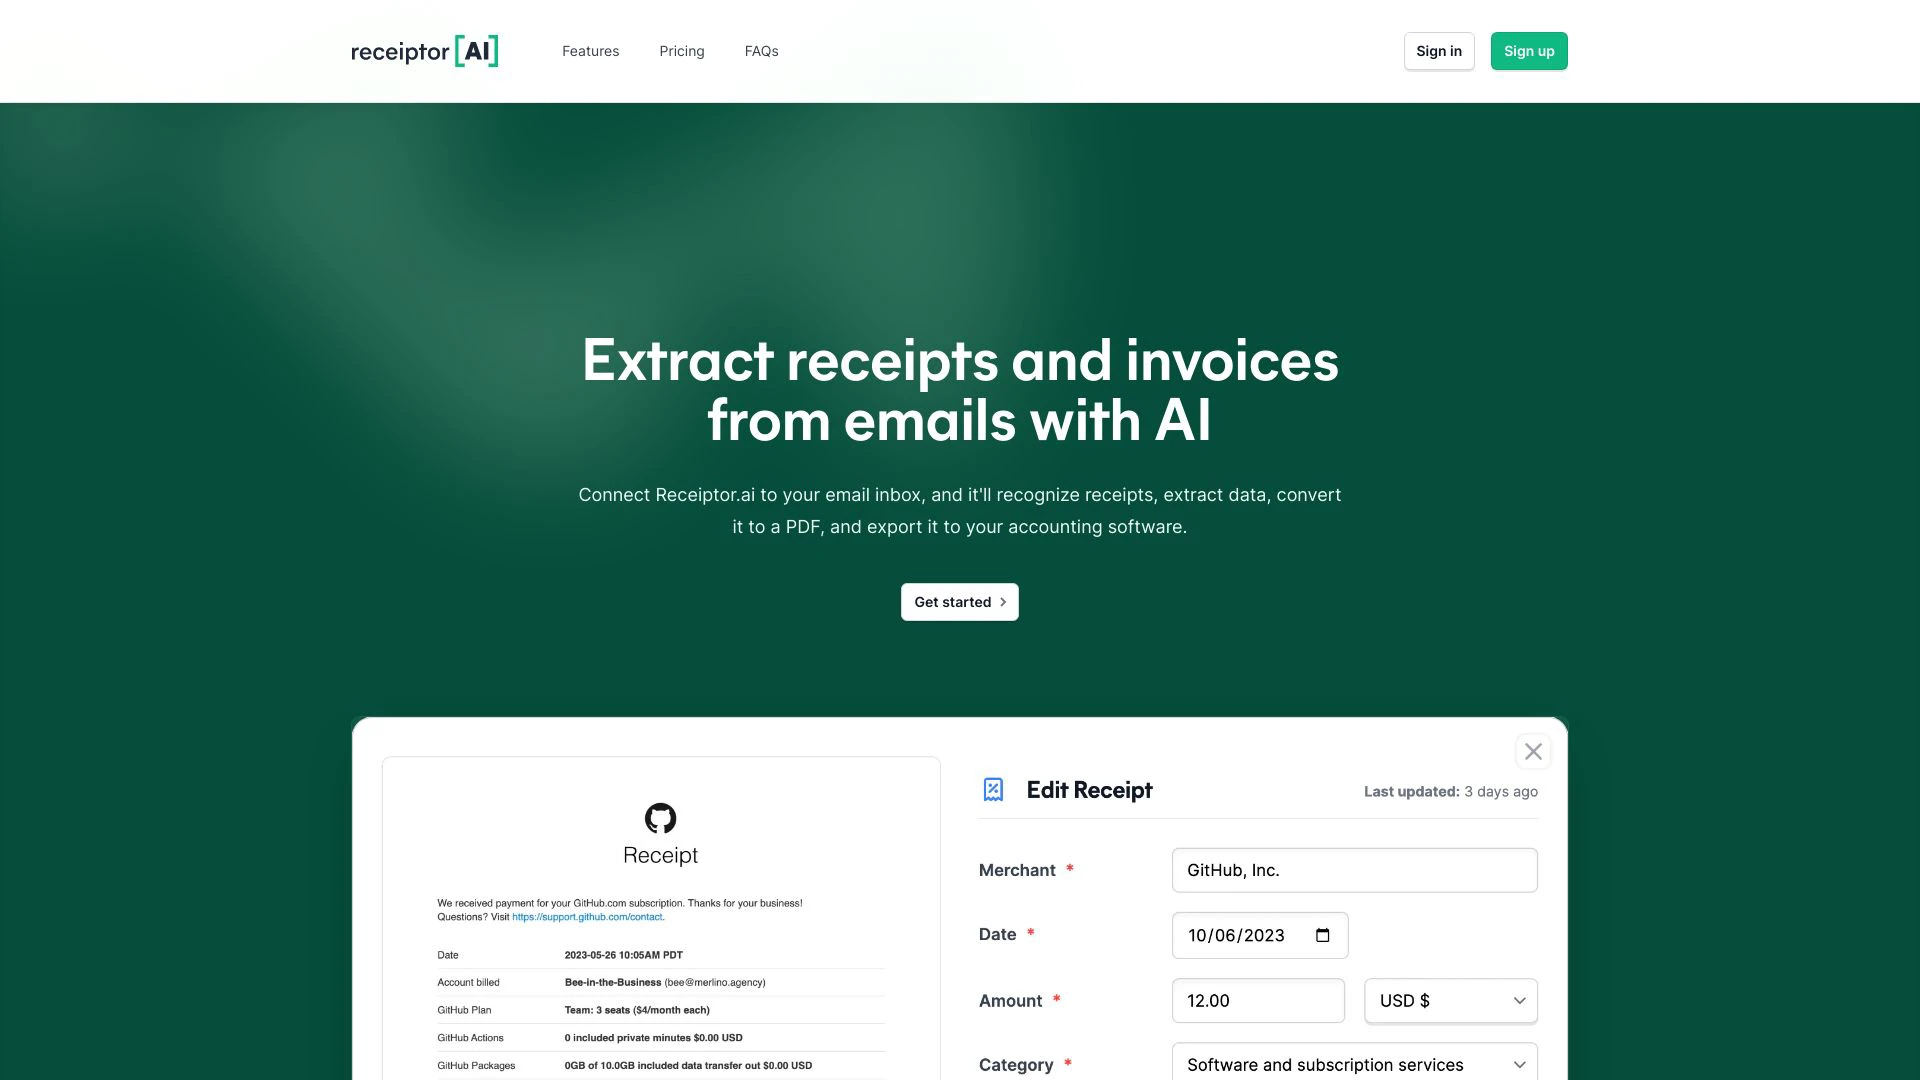 receiptor [AI]
Features
Pricing
FAQs
Sign in
Sign up
Extract receipts and invoices
from emails with AI
Connect Receiptor.ai to your email inbox, and it'll recognize receipts, extract data, convert
it to a PDF, and export it to your accounting software.
Get started
Receipt
We received payment for your GitHub.com subscription. Thanks for your business!
Questions? Visit https://support.github.com/contact.
Date 2023-05-26 10:05AM PDT
Account billed Bee-in-the-Business (bee@merlino.agency)
GitHub Plan Team: 3 seats ($4/month each)
GitHub Actions 0 included private minutes $0.00 USD
GitHub Packages 0GB of 10.0GB included data transfer out $0.00 USD
Edit Receipt
Last updated: 3 days ago
Merchant * GitHub, Inc.
Date * 10/06/2023
Amount * 12.00 USD $
Category * Software and subscription services